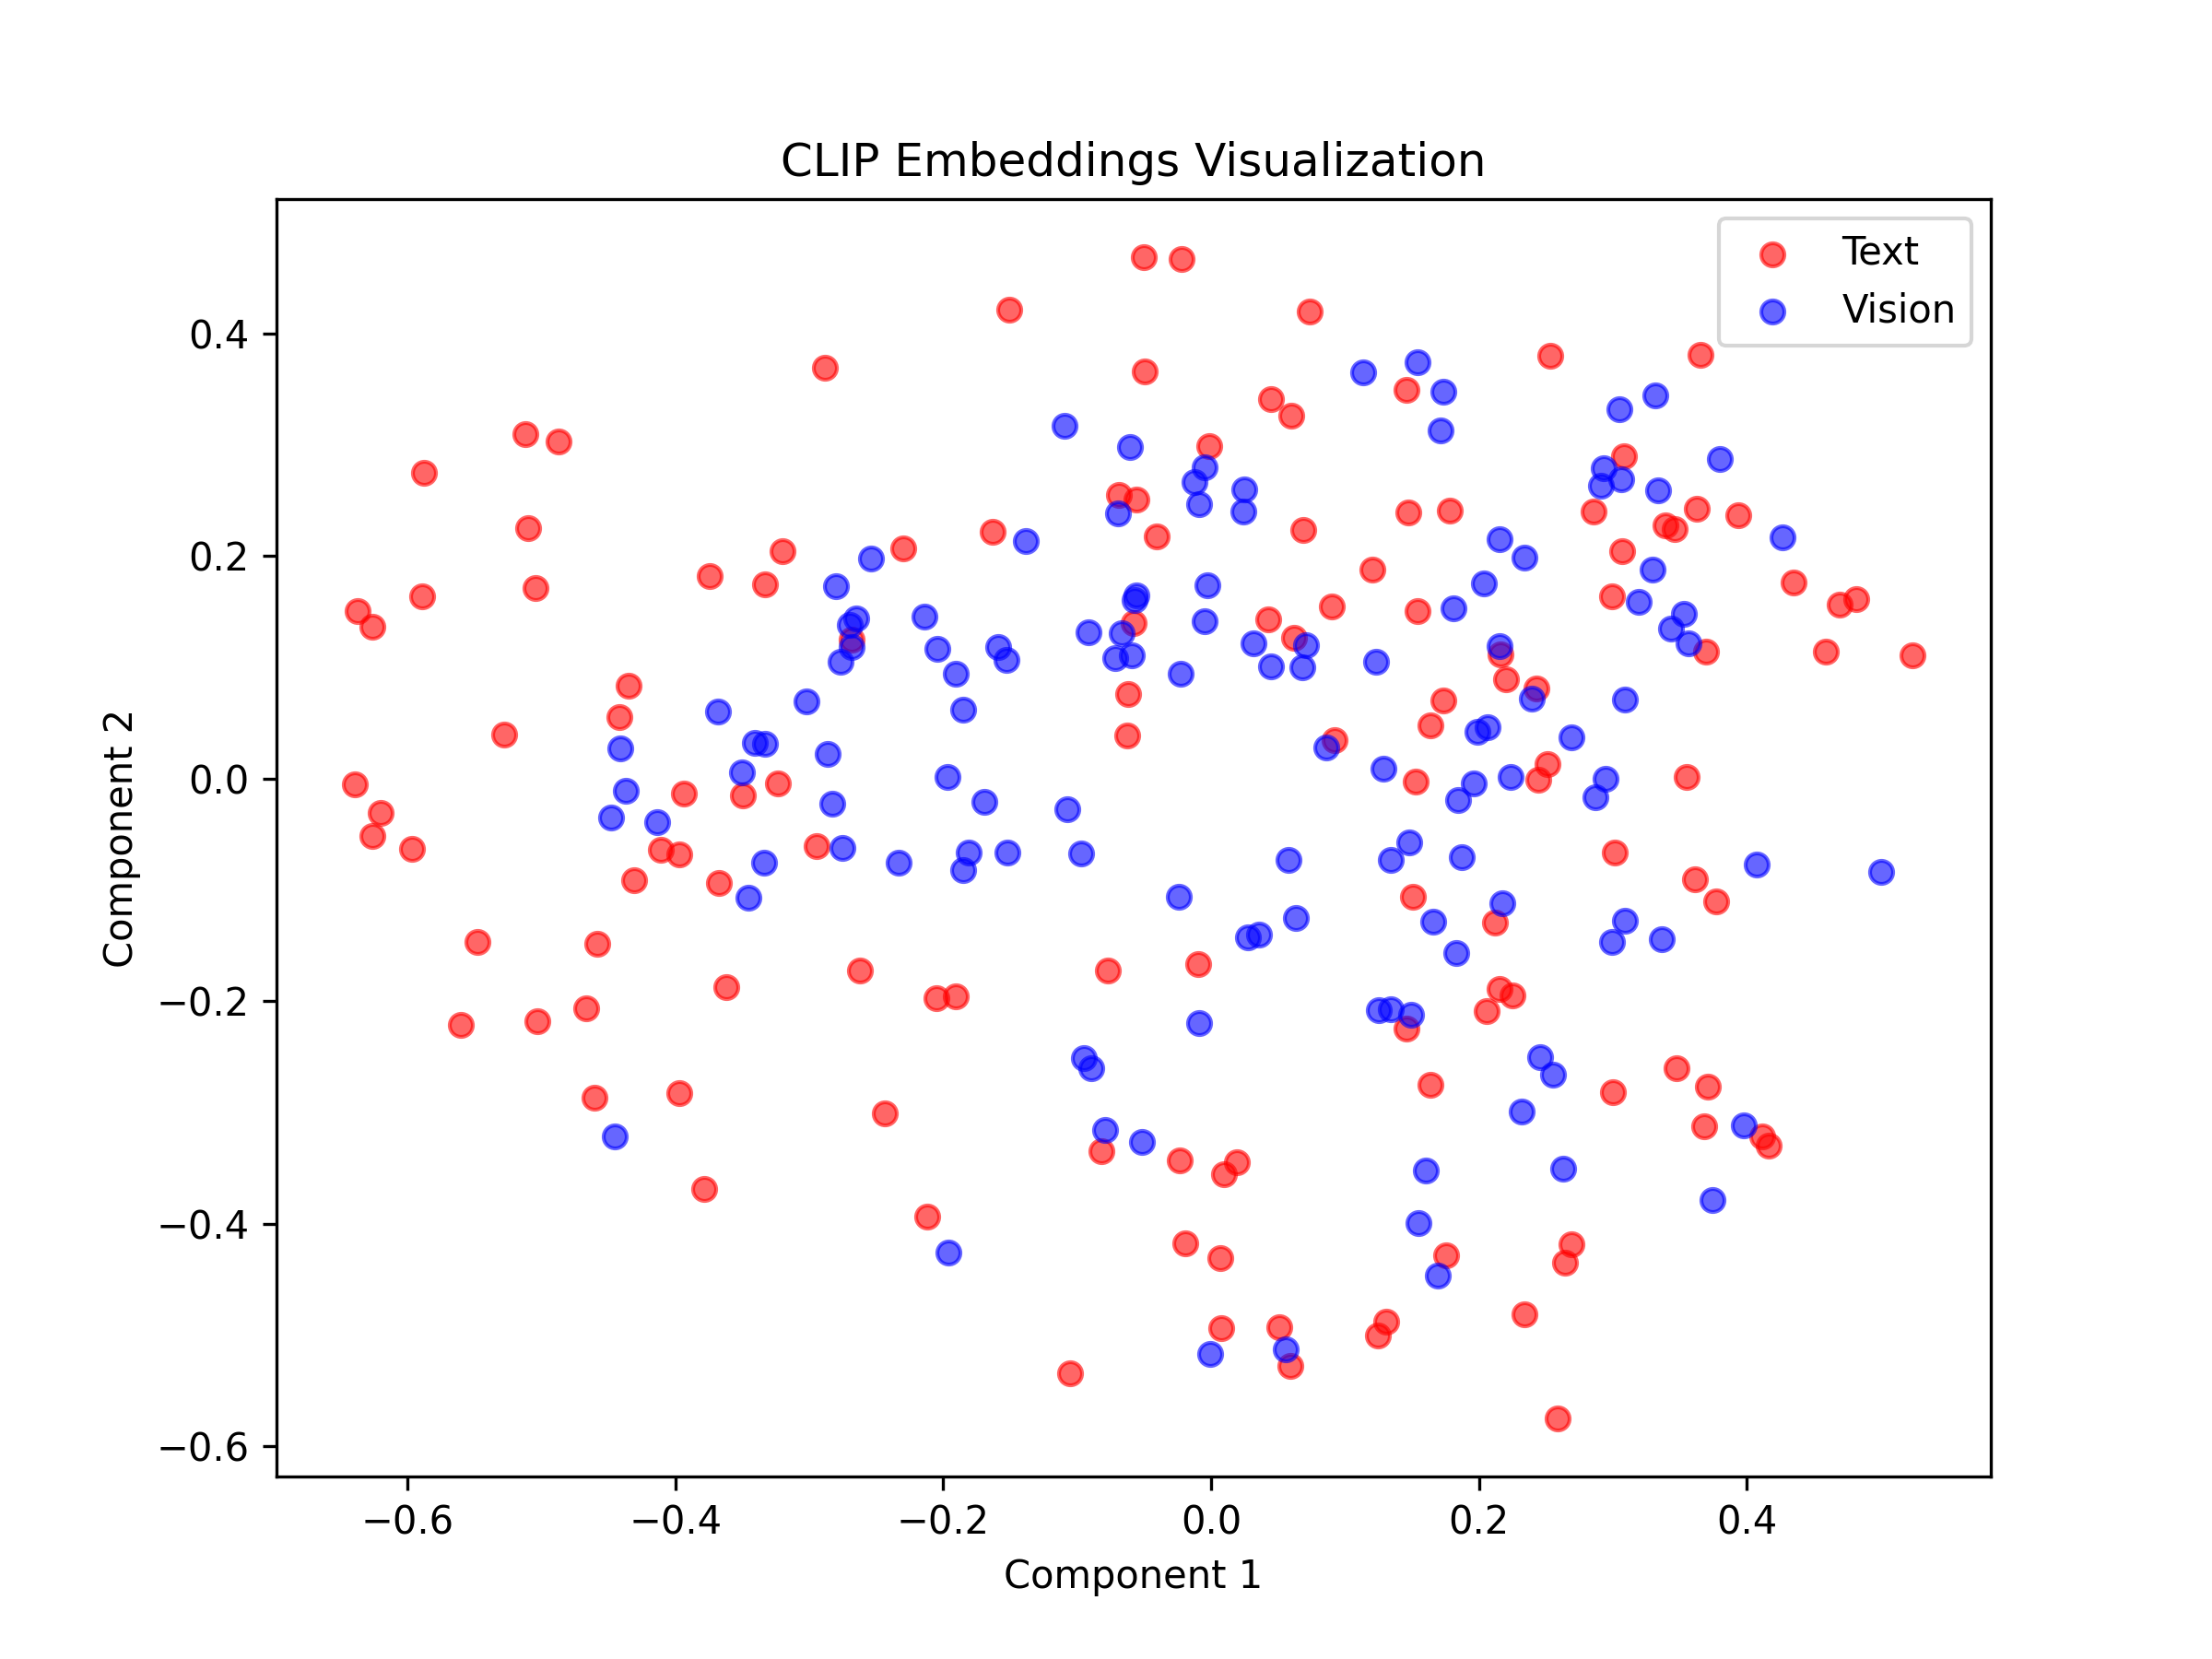 CLIP Embeddings Visualization
Text
Vision
Component 2
0.4
0.2
0.0
−0.2
−0.4
−0.6
−0.6 −0.4 −0.2 0.0 0.2 0.4
Component 1